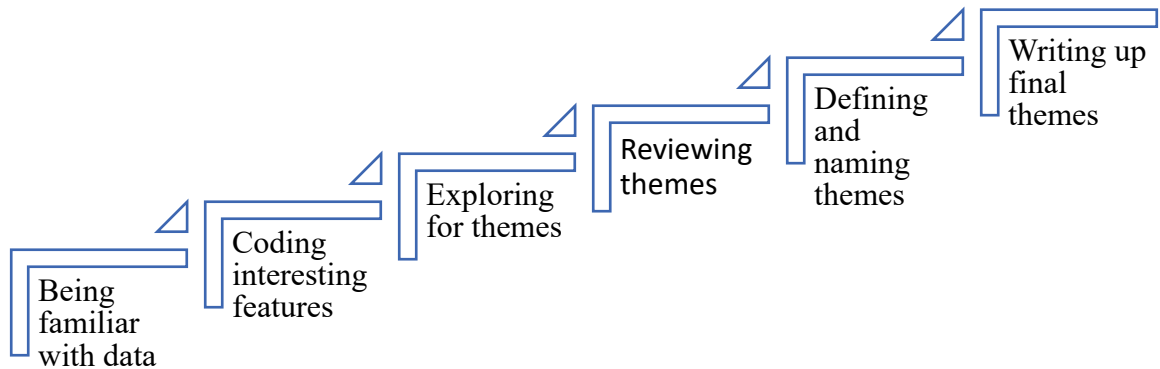 Being
familiar
with data
Coding
interesting
features
Exploring
for themes
Reviewing
themes
Defining
and
naming
themes
Writing up
final
themes